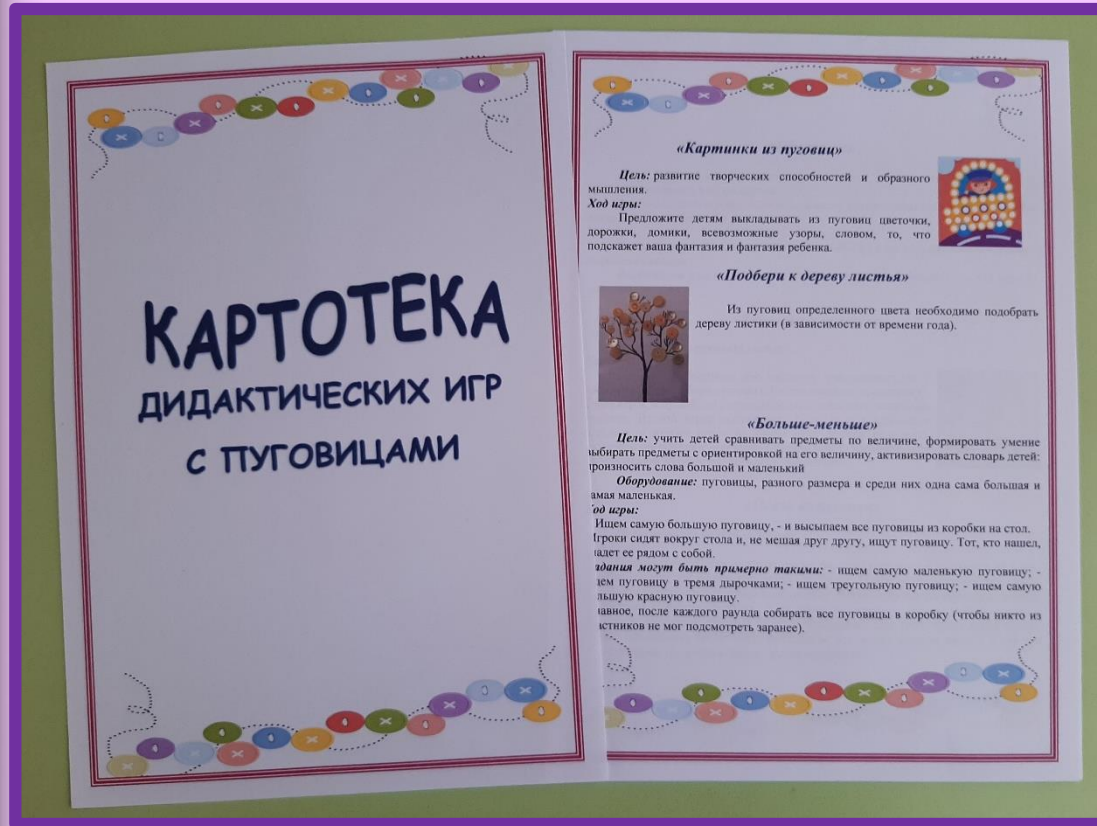 КАРТОТЕКА
ДИДАКТИЧЕСКИХ ИГР
С ПУГОВИЦАМИ
«Картинки из пуговиц»
Цель: развитие творческих способностей и образного
мышления.
Ход игры:
Предложите детям выкладывать из пуговиц цветочки,
дорожки, домики, всевозможные узоры, словом, то, что
подскажет ваша фантазия и фантазия ребенка.
«Подбери к дереву листья»
Из пуговиц определенного цвета необходимо подобрать
дереву листики (в зависимости от времени года).
«Больше-меньше»
Цель: учить детей сравнивать предметы по величине, формировать умение
выбирать предметы с ориентировкой на его величину, активизировать словарь детей:
произносить слова большой и маленький
Оборудование: пуговицы, разного размера и среди них одна сама большая и
самая маленькая.
Ход игры:
Ищем самую большую пуговицу, - и высыпаем все пуговицы из коробки на стол.
Игроки сидят вокруг стола и, не мешая друг другу, ищут пуговицу. Тот, кто нашел,
кладет ее рядом с собой.
задания могут быть примерно такими: - ищем самую маленькую пуговицу; -
ищем пуговицу в тремя дырочками; - ищем треугольную пуговицу; - ищем самую
большую красную пуговицу.
главное, после каждого раунда собирать все пуговицы в коробку (чтобы никто из
участников не мог подсмотреть заранее).